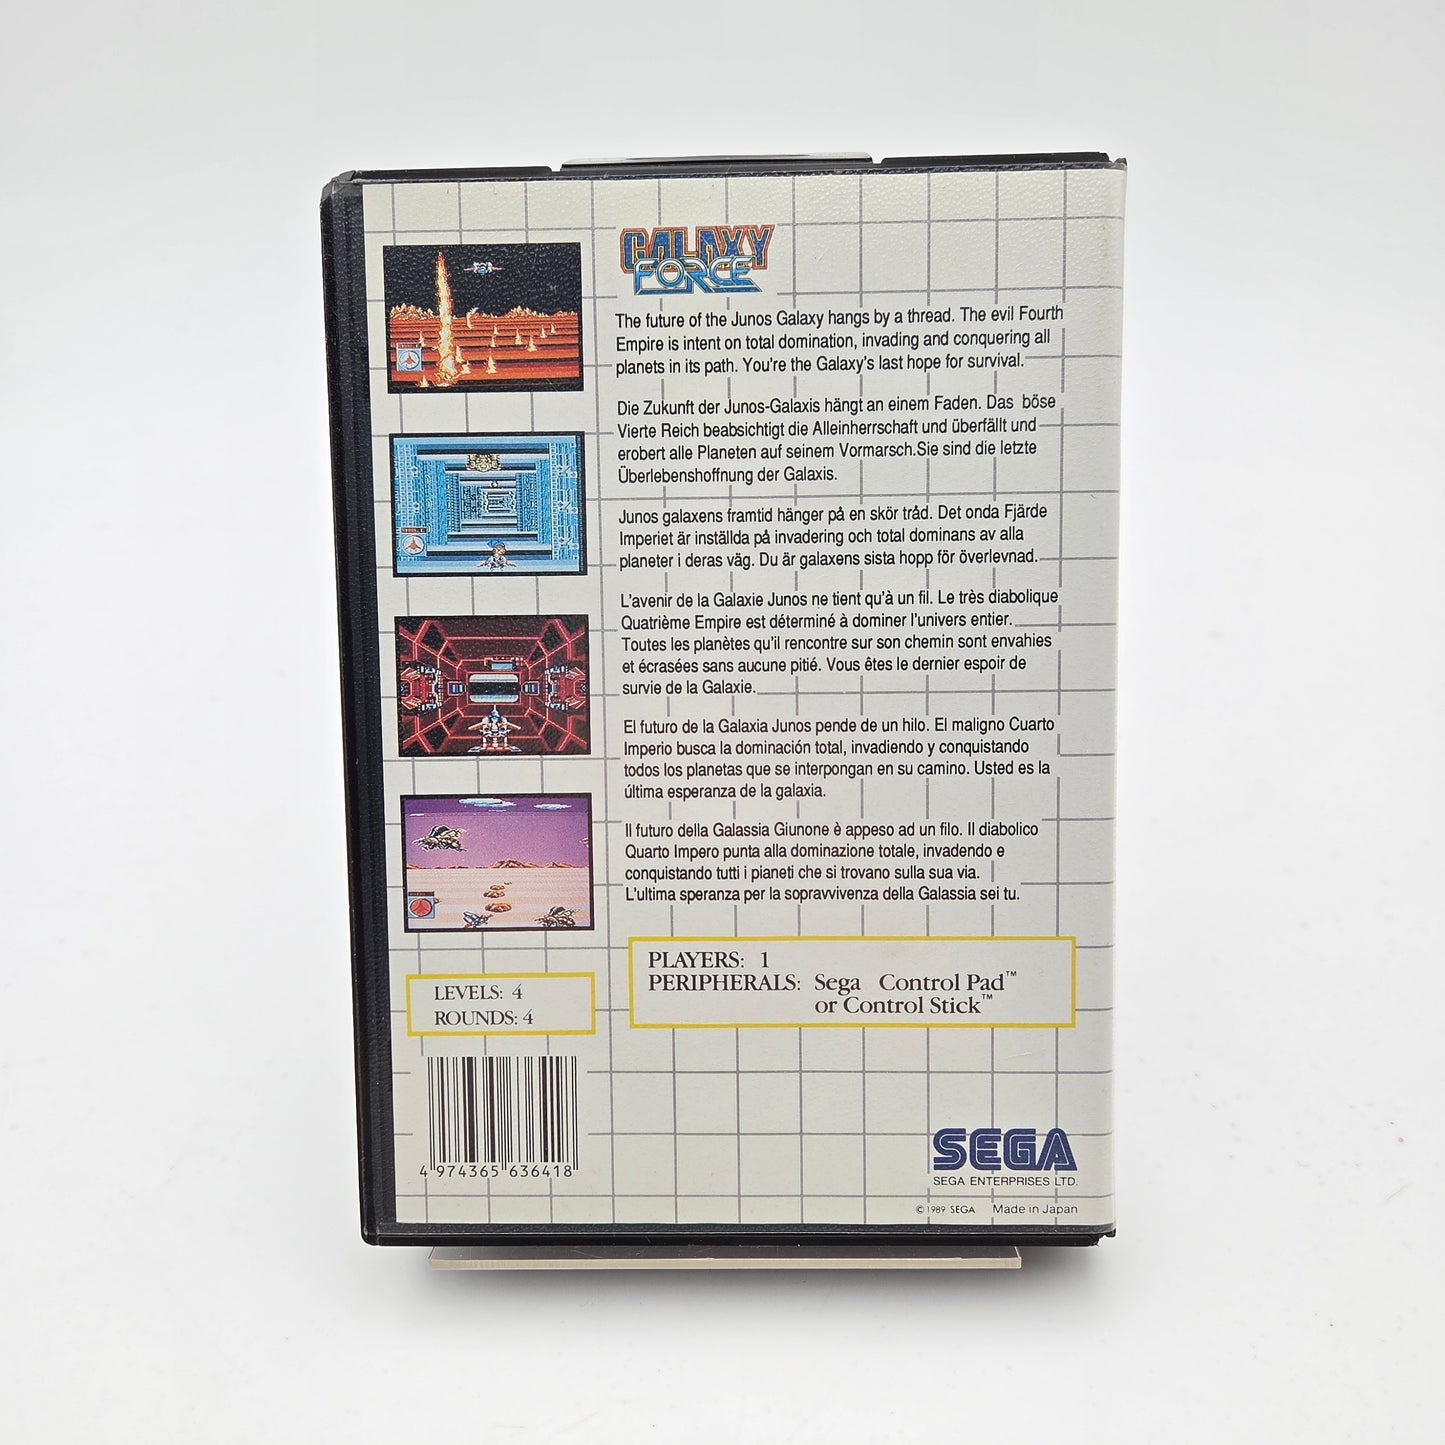 GALAXY
FORCE
The future of the Junos Galaxy hangs by a thread. The evil Fourth
Empire is intent on total domination, invading and conquering all
planets in its path. You're the Galaxy's last hope for survival.
Die Zukunft der Junos-Galaxis hängt an einem Faden. Das böse
Vierte Reich beabsichtigt die Alleinherrschaft und überfällt und
erobert alle Planeten auf seinem Vormarsch.Sie sind die letzte
Überlebenshoffnung der Galaxis.
Junos galaxens framtid hänger på en skör tråd. Det onda Fjärde
Imperiet är inställda på invadering och total dominans av alla
planeter i deras väg. Du är galaxens sista hopp för överlevnad.
L'avenir de la Galaxie Junos ne tient qu'à un fil. Le très diabolique
Quatrième Empire est déterminé à dominer l'univers entier.
Toutes les planètes qu'il rencontre sur son chemin sont envahies
et écrasées sans aucune pitié. Vous êtes le dernier espoir de
survie de la Galaxie.
El futuro de la Galaxia Junos pende de un hilo. El maligno Cuarto
Imperio busca la dominación total, invadiendo y conquistando
todos los planetas que se interpongan en su camino. Usted es la
última esperanza de la galaxia.
Il futuro della Galassia Giunone è appeso ad un filo. Il diabolico
Quarto Impero punta alla dominazione totale, invadendo e
conquistando tutti i pianeti che si trovano sulla sua via.
L'ultima speranza per la sopravvivenza della Galassia sei tu.
PLAYERS: 1
PERIPHERALS: Sega Control Pad™
or Control Stick™
LEVELS: 4
ROUNDS: 4
4 974365 636418
SEGA
SEGA ENTERPRISES LTD.
© 1989 SEGA Made in Japan